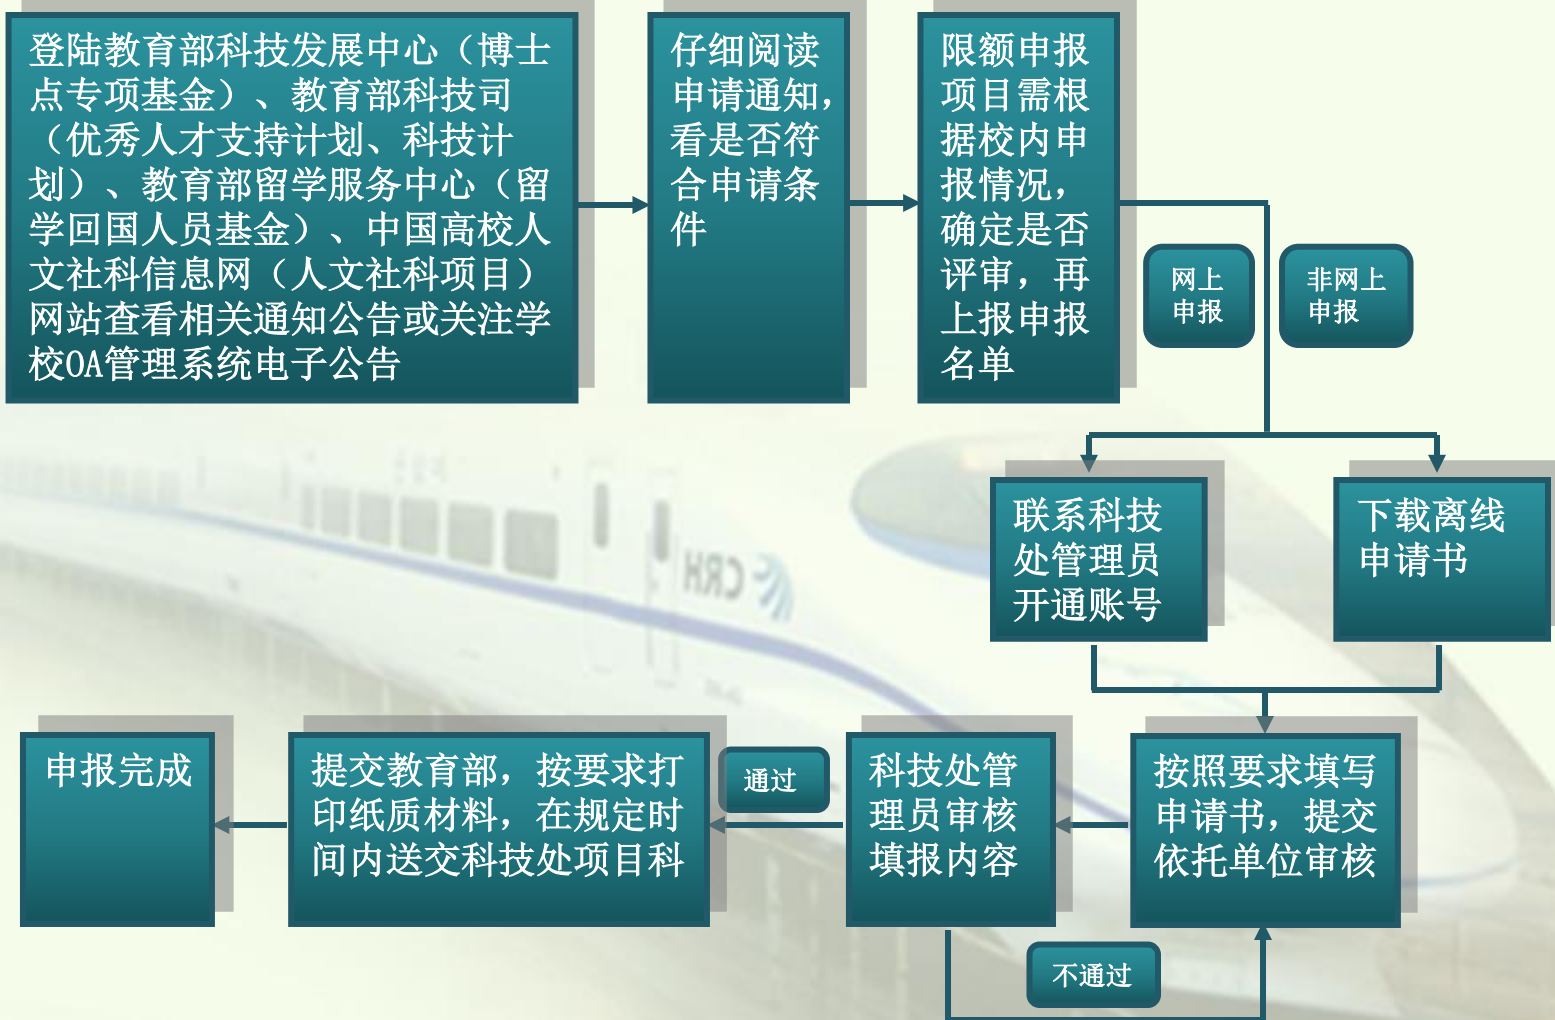 登陆教育部科技发展中心（博士
点专项基金）、教育部科技司
（优秀人才支持计划、科技计
划）、教育部留学服务中心（留
学回国人员基金）、中国高校人
文社科信息网（人文社科项目）
网站查看相关通知公告或关注学
校OA管理系统电子公告
仔细阅读
申请通知，
看是否符
合申请条
件
限额申报
项目需根
据校内申
报情况，
确定是否
评审，再
上报申报
名单
网上
申报
非网上
申报
联系科技
处管理员
开通账号
下载离线
申请书
CRH
按照要求填写
申请书，提交
依托单位审核
科技处管
理员审核
填报内容
通过
不通过
提交教育部，按要求打
印纸质材料，在规定时
间内送交科技处项目科
申报完成